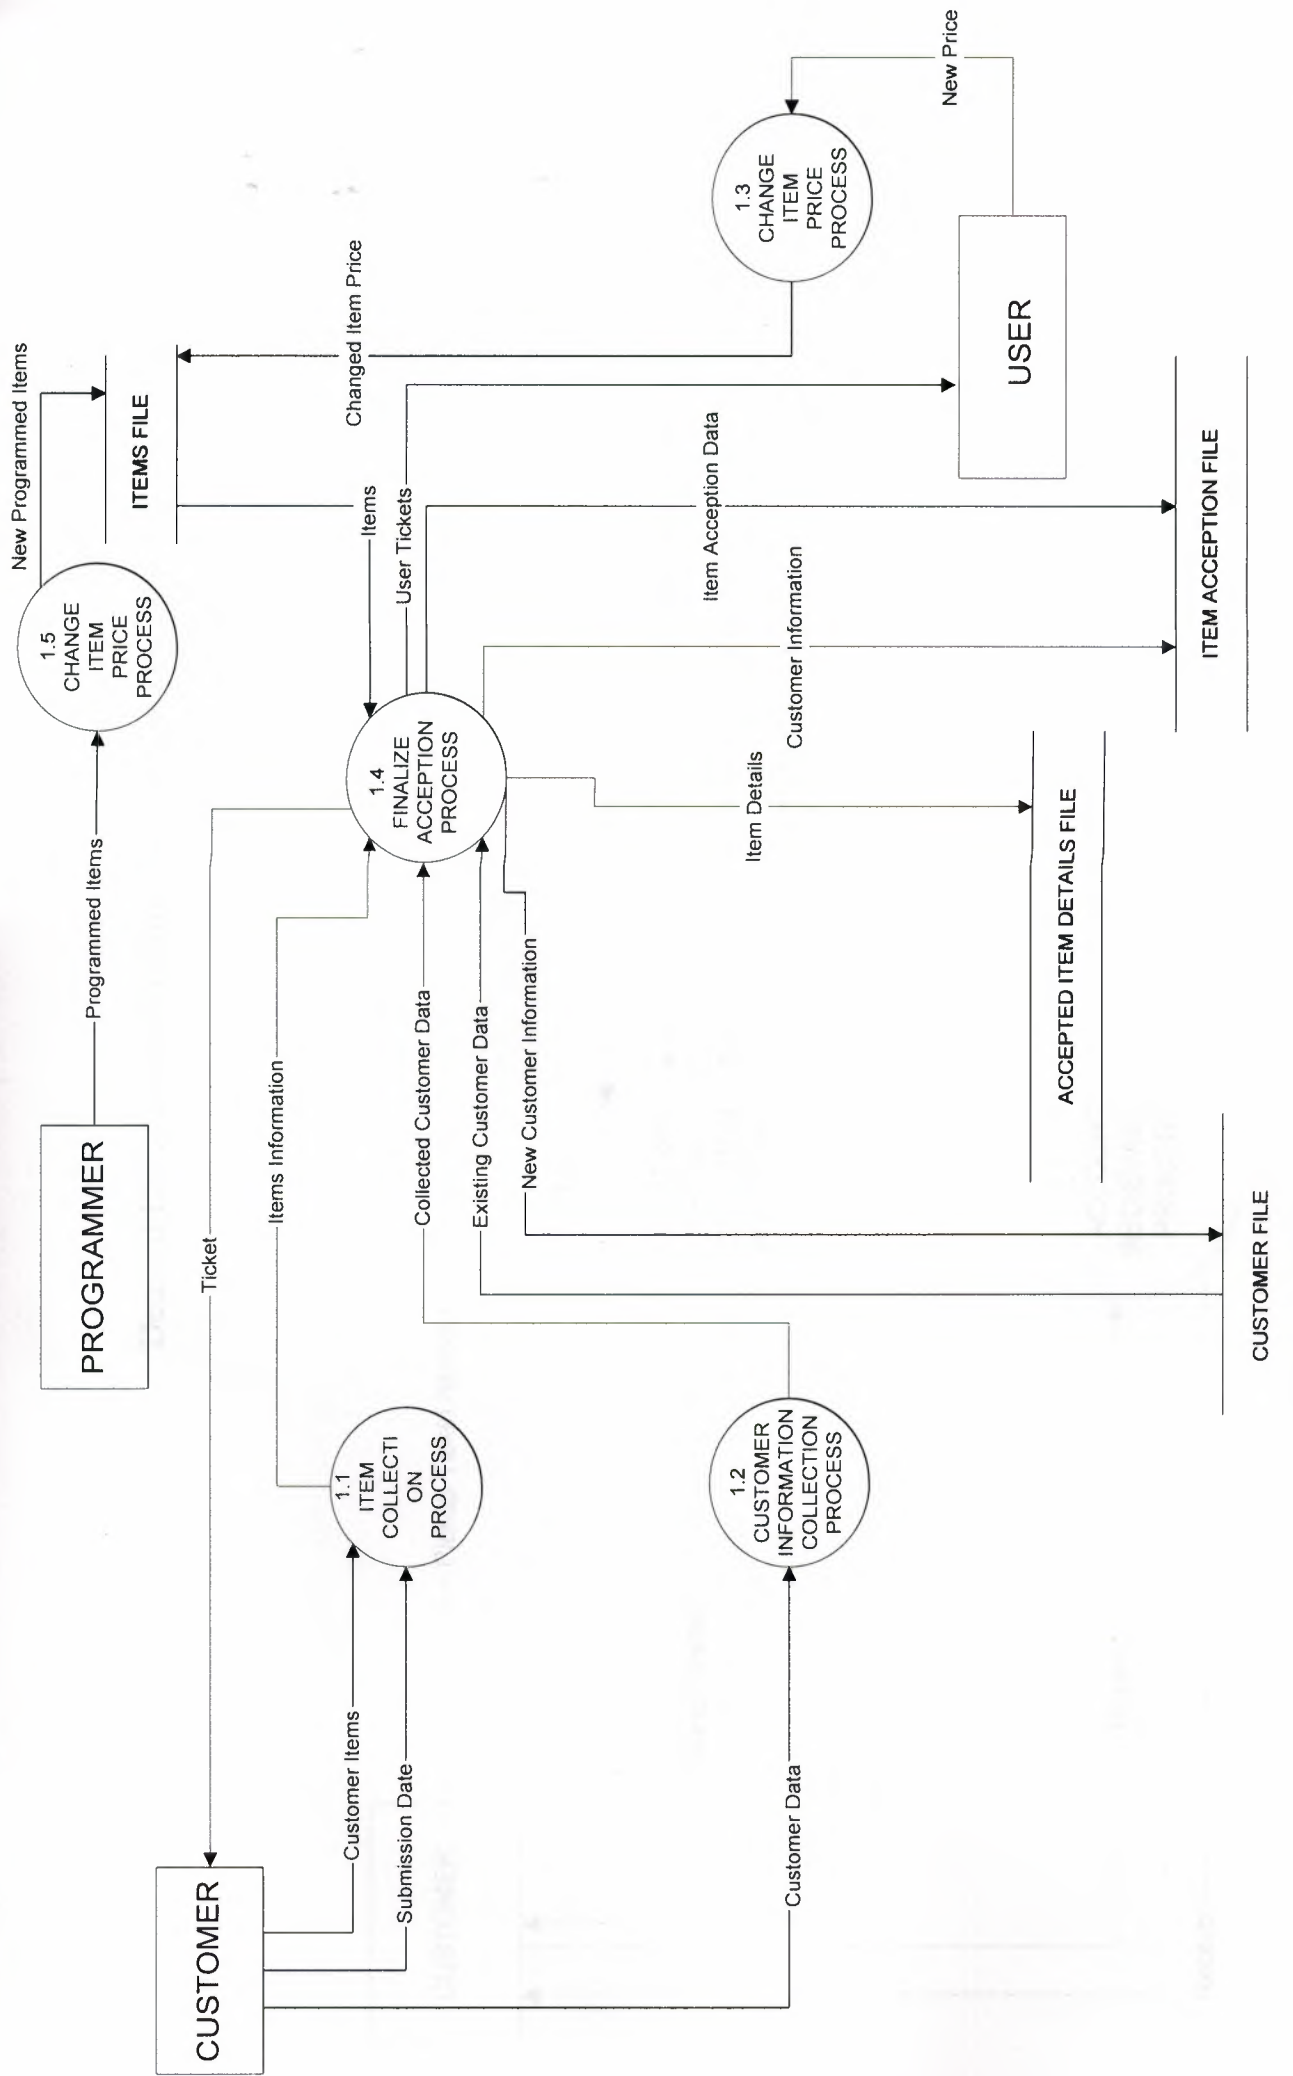 PROGRAMMER
Programmed Items
1.5
CHANGE
ITEM
PRICE
PROCESS
New Programmed Items
ITEMS FILE
CUSTOMER
Ticket
Customer Items
Submission Date
Customer Data
1.1
ITEM
COLLECTI
ON
PROCESS
Items Information
1.2
CUSTOMER
INFORMATION
COLLECTION
PROCESS
Collected Customer Data
Existing Customer Data
New Customer Information
1.4
FINALIZE
ACCEPTION
PROCESS
Items
User Tickets
Changed Item Price
Item Acception Data
Customer Information
Item Details
1.3
CHANGE
ITEM
PRICE
PROCESS
New Price
USER
CUSTOMER FILE
ACCEPTED ITEM DETAILS FILE
ITEM ACCEPTION FILE